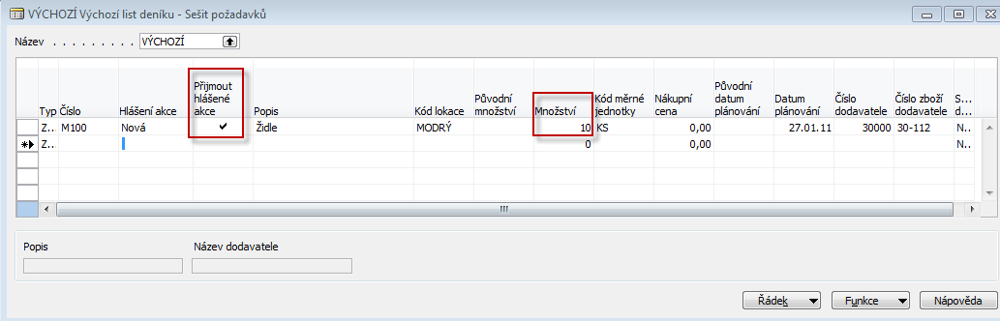 VÝCHOZÍ Výchozí list deníku - Sešit požadavků
Název . . . . . . . . . VÝCHOZÍ
Typ Číslo Hlášení akce Přijmout hlášené akce Popis Kód lokace Původní množství Množství Kód měrné jednotky Nákupní cena Původní datum plánování Datum plánování Číslo dodavatele Číslo zboží dodavatele S... d...
Z... M100 Nová ✔ Židle MODRÝ 10 KS 0,00 27.01.11 30000 30-112 N...
Z... 0 0,00 N...
Popis Název dodavatele
Řádek Funkce Nápověda